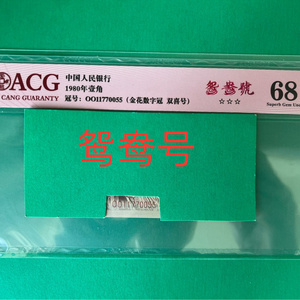 ACG
CANG GUARANTY
中国人民银行
1980年壹角
冠号：OO11770055（金花数字冠 双喜号）
鸳鸯號
☆☆☆
68
Superb Gem Unc
鸳鸯号